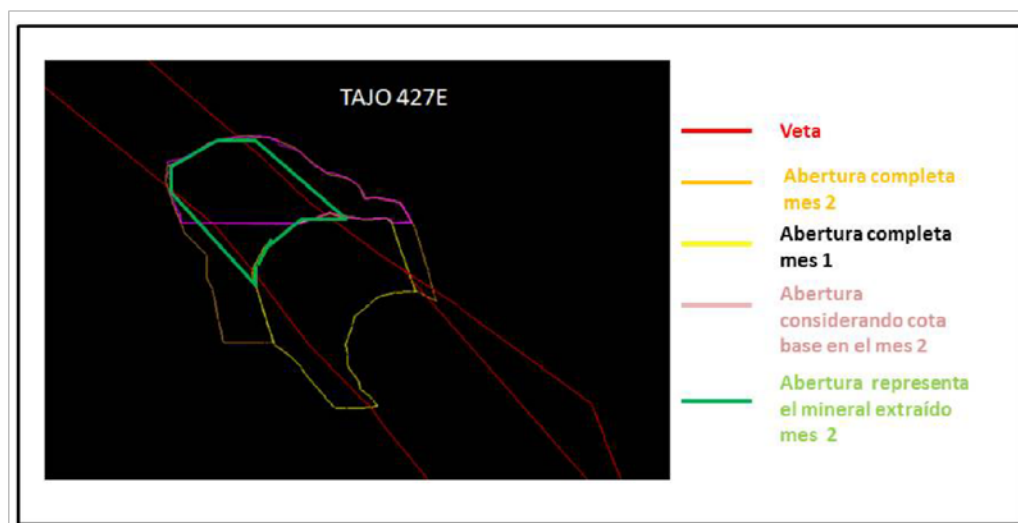 TAJO 427E
Veta
Abertura completa
mes 2
Abertura completa
mes 1
Abertura
considerando cota
base en el mes 2
Abertura representa
el mineral extraído
mes 2